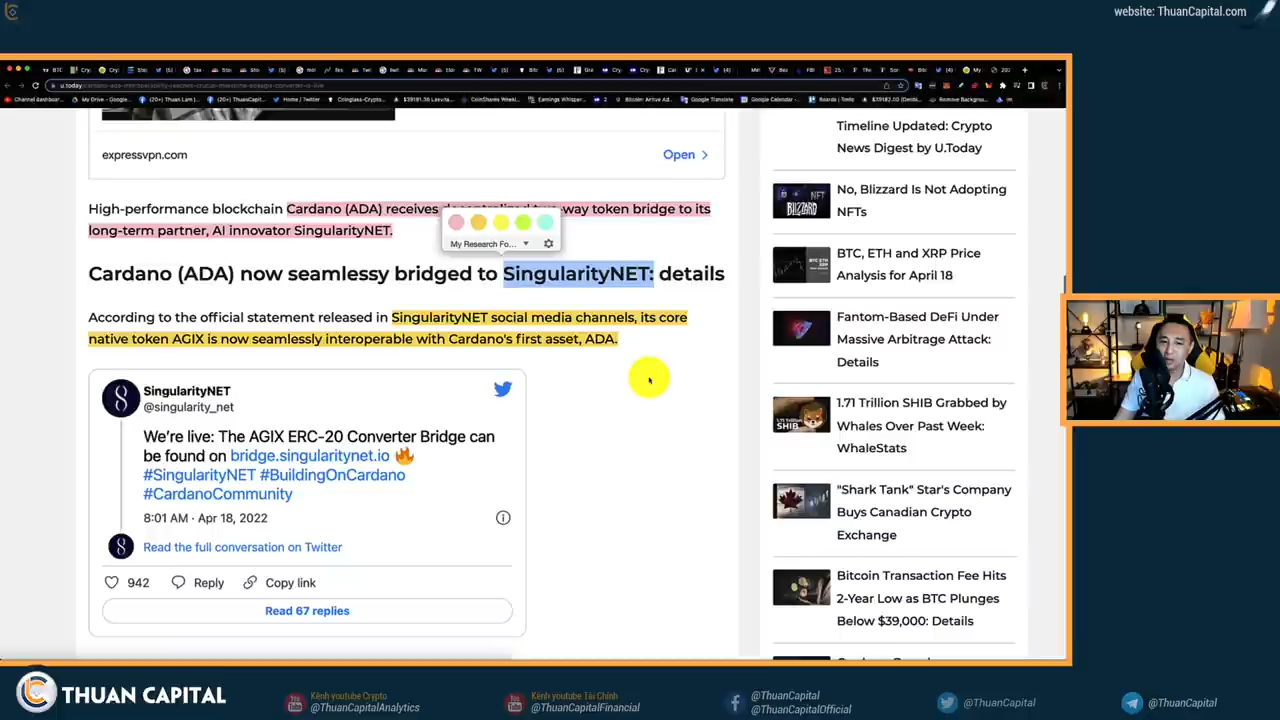 website: ThuanCapital.com
expressvpn.com
Open >
High-performance blockchain Cardano (ADA) receives decentralized two-way token bridge to its
long-term partner, AI innovator SingularityNET.
My Research Fo...
Cardano (ADA) now seamlessy bridged to SingularityNET: details
According to the official statement released in SingularityNET social media channels, its core
native token AGIX is now seamlessly interoperable with Cardano's first asset, ADA.
SingularityNET
@singularity_net
We're live: The AGIX ERC-20 Converter Bridge can
be found on bridge.singularitynet.io 🔥
#SingularityNET #BuildingOnCardano
#CardanoCommunity
8:01 AM · Apr 18, 2022
Read the full conversation on Twitter
942 Reply Copy link
Read 67 replies
Timeline Updated: Crypto
News Digest by U.Today
No, Blizzard Is Not Adopting
NFTs
BTC, ETH and XRP Price
Analysis for April 18
Fantom-Based DeFi Under
Massive Arbitrage Attack:
Details
1.71 Trillion SHIB Grabbed by
Whales Over Past Week:
WhaleStats
"Shark Tank" Star's Company
Buys Canadian Crypto
Exchange
Bitcoin Transaction Fee Hits
2-Year Low as BTC Plunges
Below $39,000: Details
THUAN CAPITAL
Kênh youtube Crypto
@ThuanCapitalAnalytics
Kênh youtube Tài Chính
@ThuanCapitalFinancial
@ThuanCapital
@ThuanCapitalOfficial
@ThuanCapital
@ThuanCapital